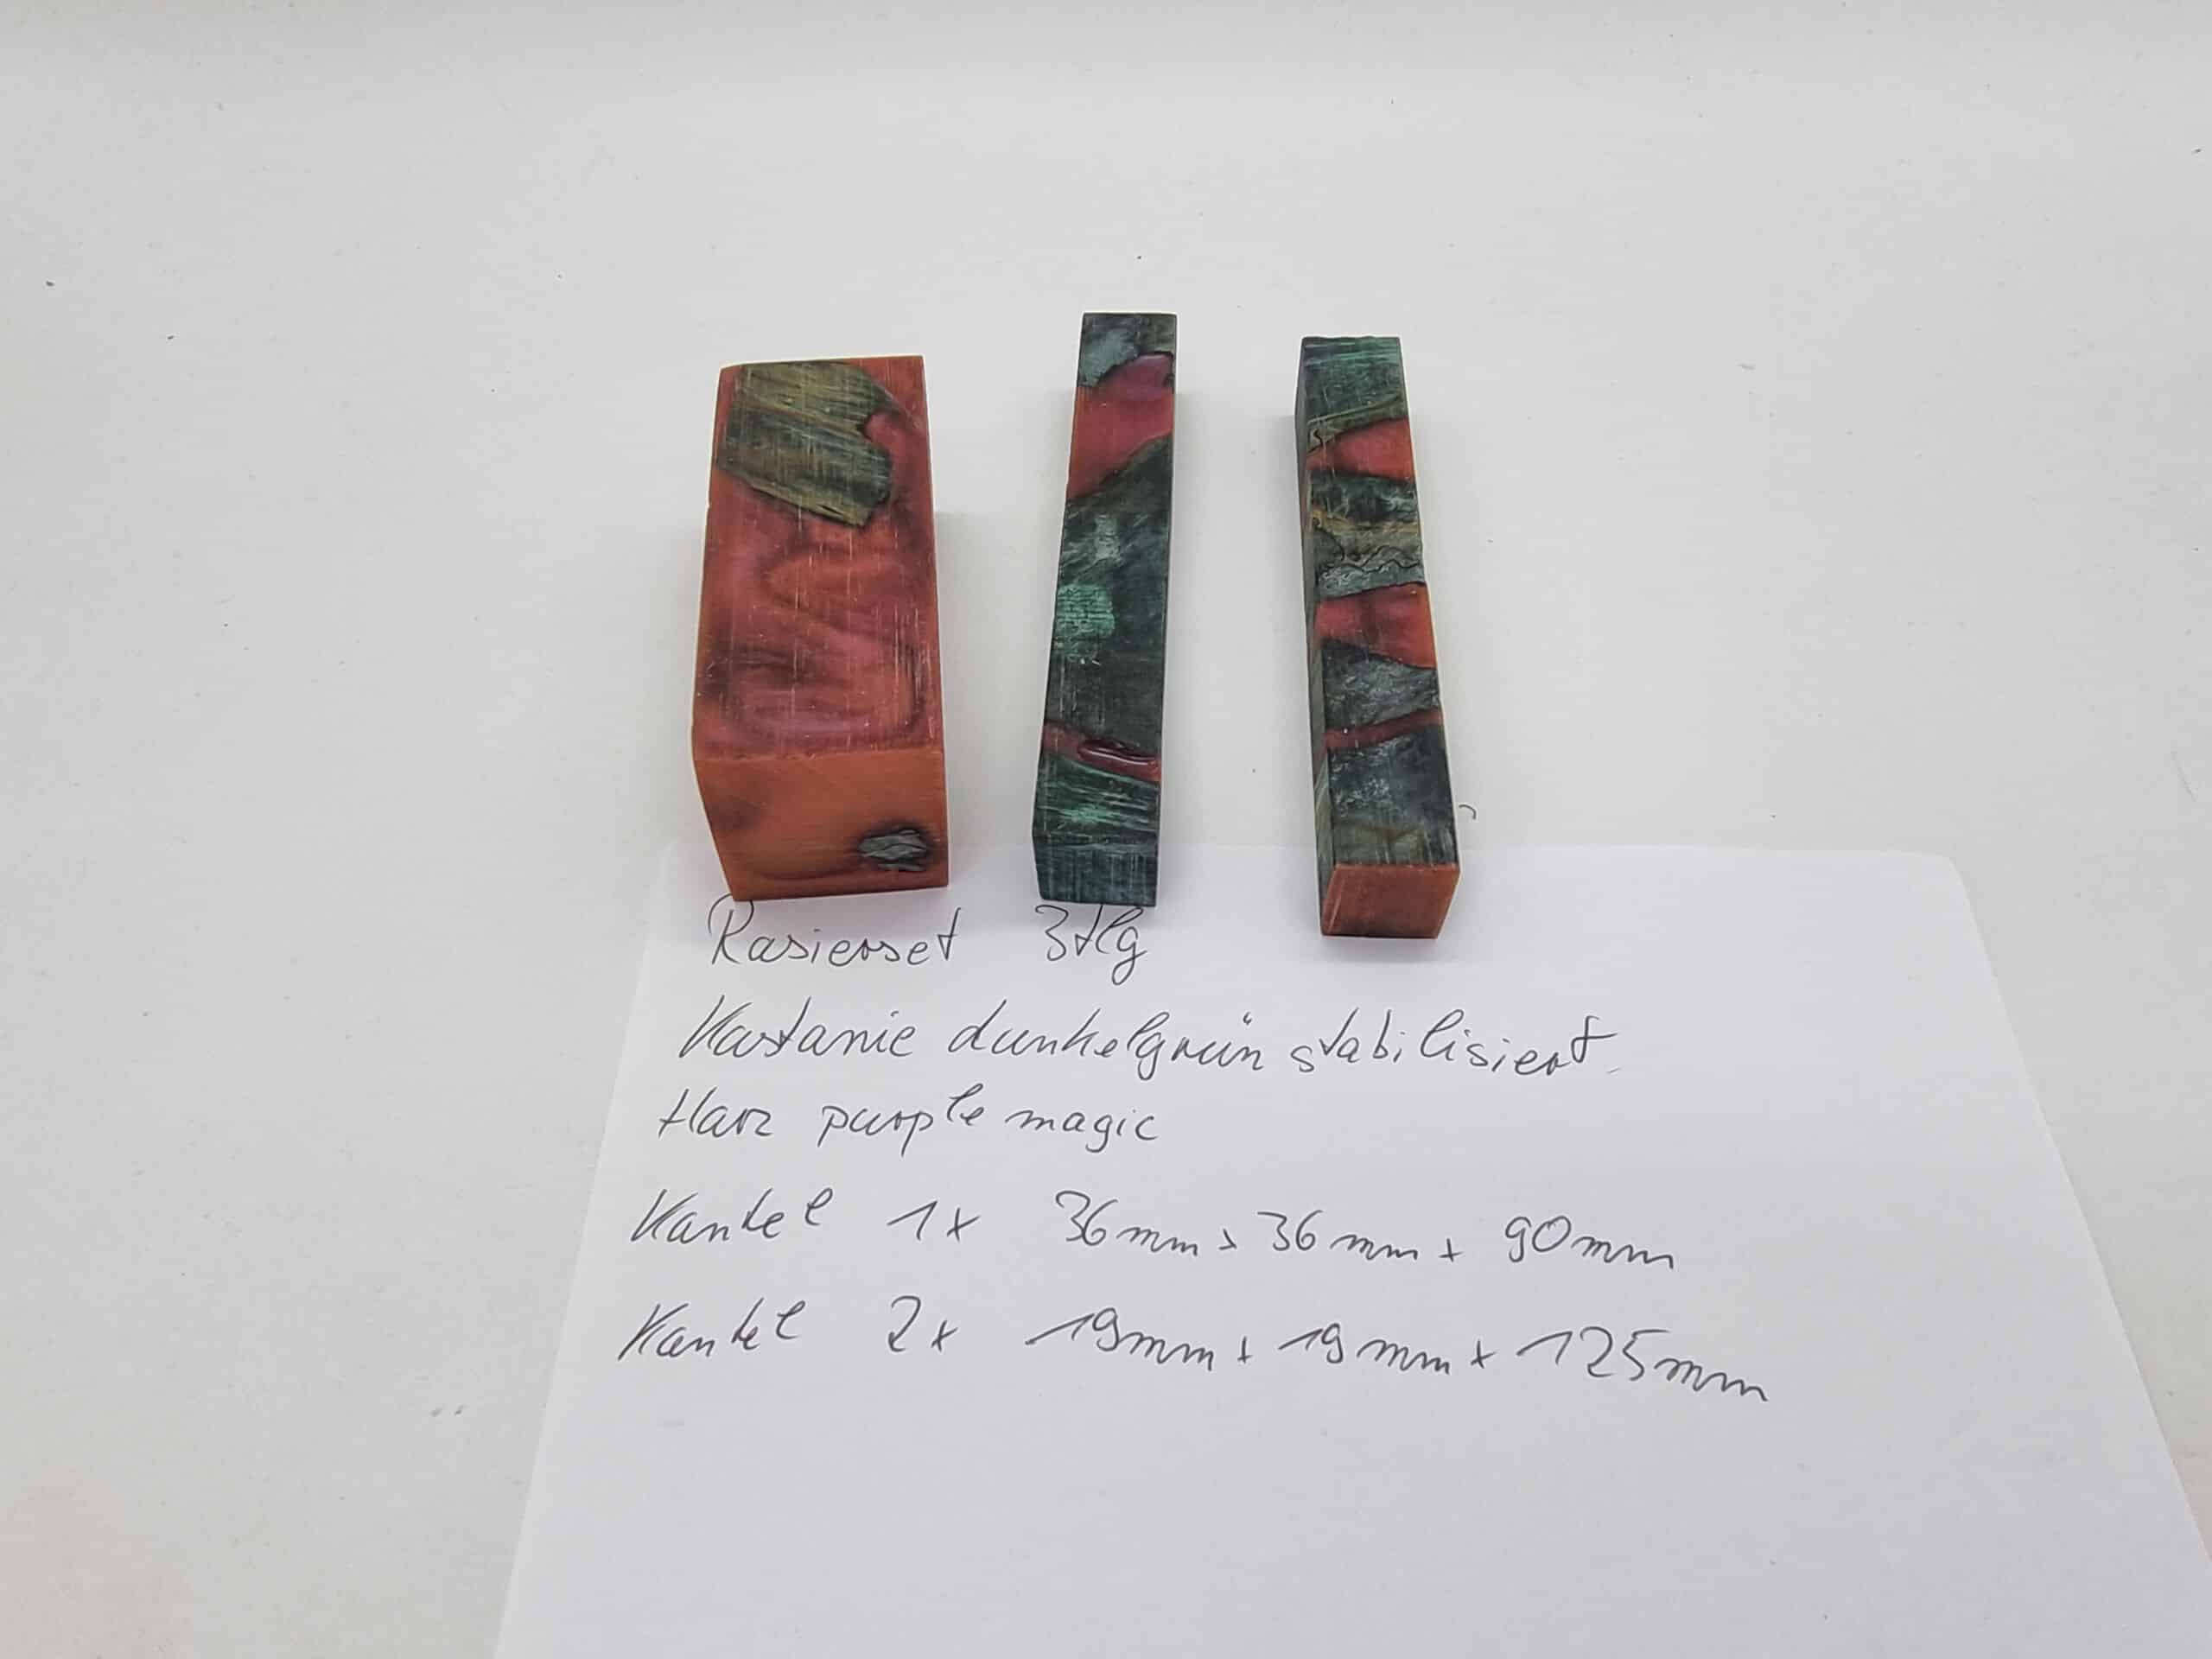 Rasierset 3tlg
Kastanie dunkelgrün stabilisiert.
Harz purple magic
Kantel 1x 36mm x 36mm x 90mm
Kantel 2x 19mm x 19mm x 125mm